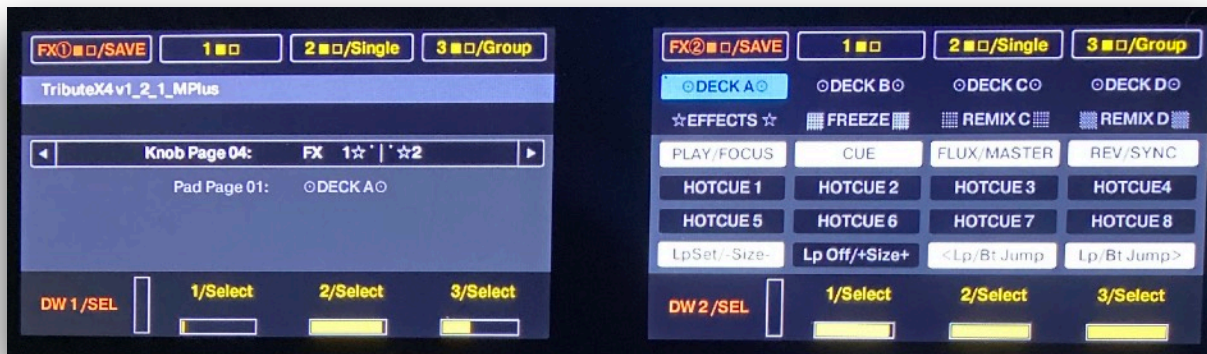 FX①■□/SAVE 1■□ 2■□/Single 3■□/Group
TributeX4v1_2_1_MPlus
Knob Page 04: FX 1☆˙|˙☆2
Pad Page 01: ⊙DECK A⊙
DW 1/SEL 1/Select 2/Select 3/Select
FX②■□/SAVE 1■□ 2■□/Single 3■□/Group
⊙DECK A⊙ ⊙DECK B⊙ ⊙DECK C⊙ ⊙DECK D⊙
☆EFFECTS☆ ▦FREEZE▦ ▦REMIX C▦ ▦REMIX D▦
PLAY/FOCUS CUE FLUX/MASTER REV/SYNC
HOTCUE 1 HOTCUE 2 HOTCUE 3 HOTCUE4
HOTCUE 5 HOTCUE 6 HOTCUE 7 HOTCUE 8
LpSet/-Size- Lp Off/+Size+ <Lp/Bt Jump Lp/Bt Jump>
DW 2/SEL 1/Select 2/Select 3/Select